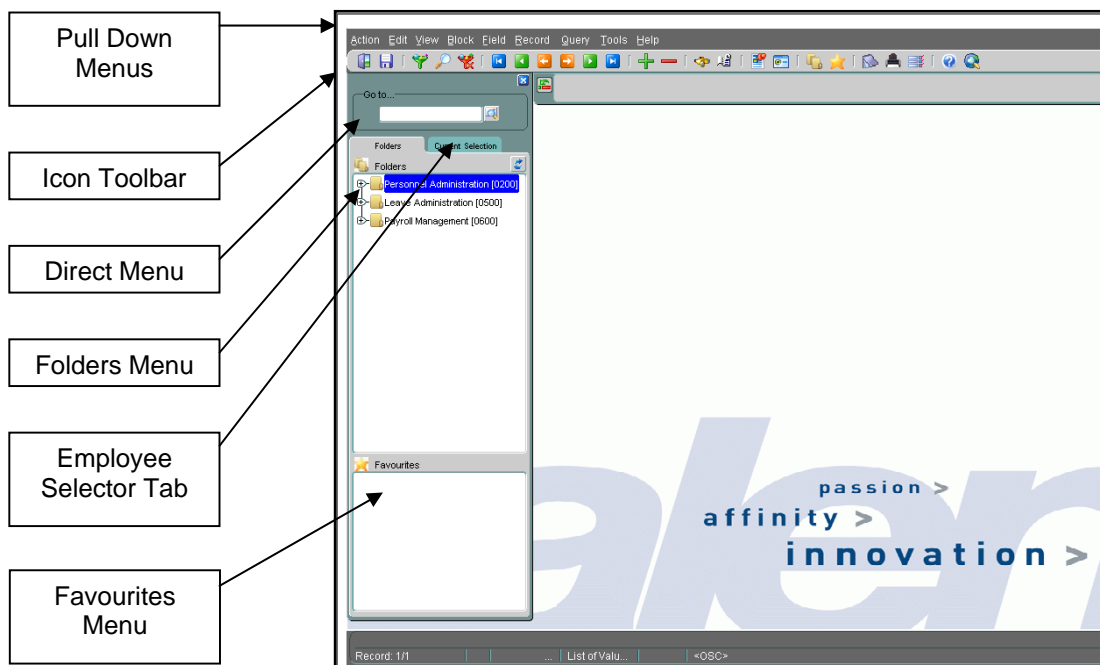 Pull Down
Menus
Icon Toolbar
Direct Menu
Folders Menu
Employee
Selector Tab
Favourites
Menu
Action Edit View Block Field Record Query Tools Help
Go to...
Folders Current Selection
Folders
Personnel Administration [0200]
Leave Administration [0500]
Payroll Management [0600]
Favourites
alen
passion >
affinity >
innovation >
Record: 1/1 ... List of Valu... <OSC>